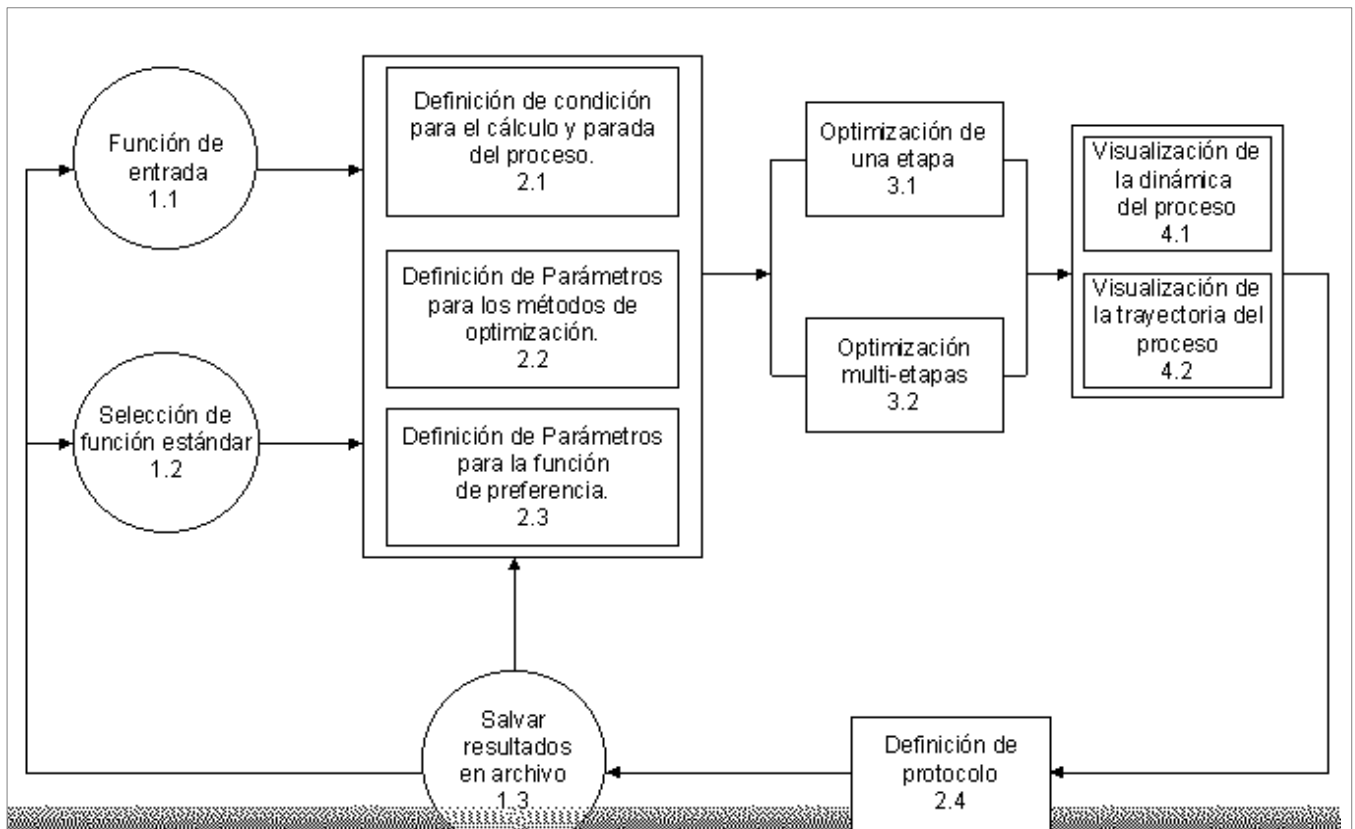 Función de
entrada
1.1
Selección de
función estándar
1.2
Definición de condición
para el cálculo y parada
del proceso.
2.1
Definición de Parámetros
para los métodos de
optimización.
2.2
Definición de Parámetros
para la función
de preferencia.
2.3
Optimización de
una etapa
3.1
Optimización
multi-etapas
3.2
Visualización de
la dinámica
del proceso
4.1
Visualización de
la trayectoria del
proceso
4.2
Salvar
resultados
en archivo
1.3
Definición de
protocolo
2.4